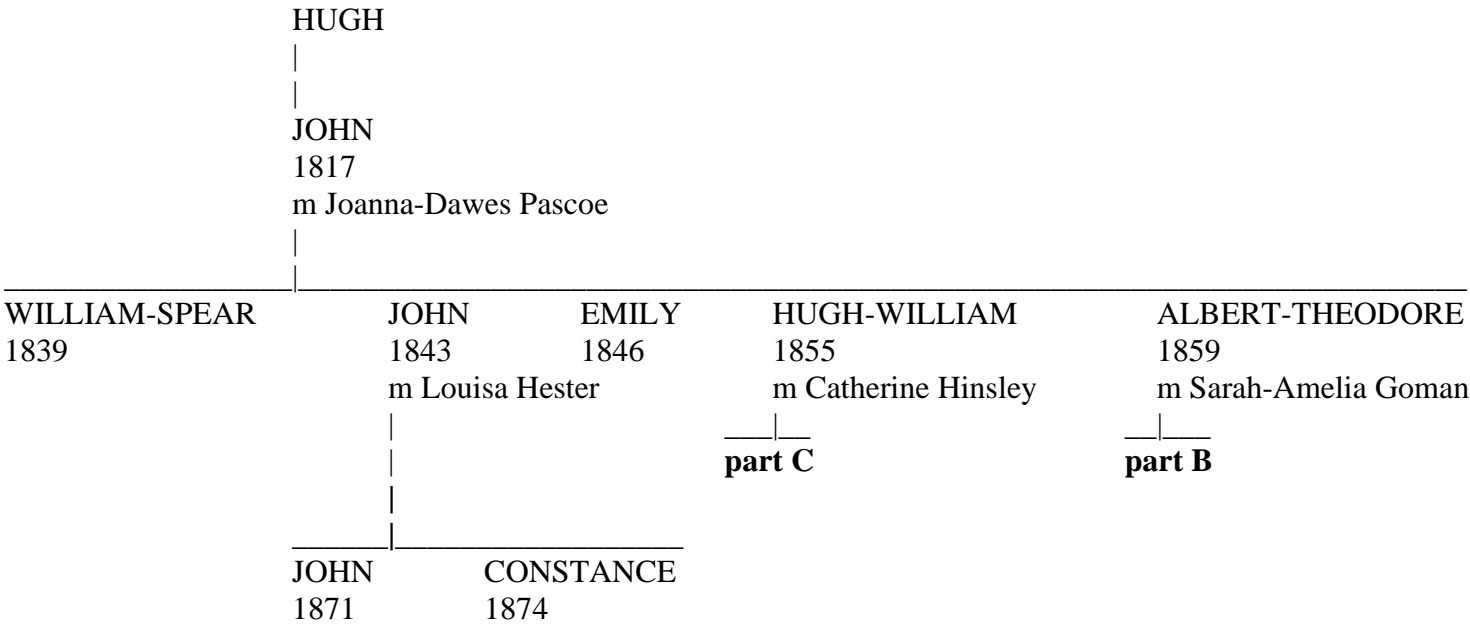 HUGH
JOHN
1817
m Joanna-Dawes Pascoe
WILLIAM-SPEAR JOHN EMILY HUGH-WILLIAM ALBERT-THEODORE
1839 1843 1846 1855 1859
m Louisa Hester m Catherine Hinsley m Sarah-Amelia Goman
part C part B
JOHN CONSTANCE
1871 1874